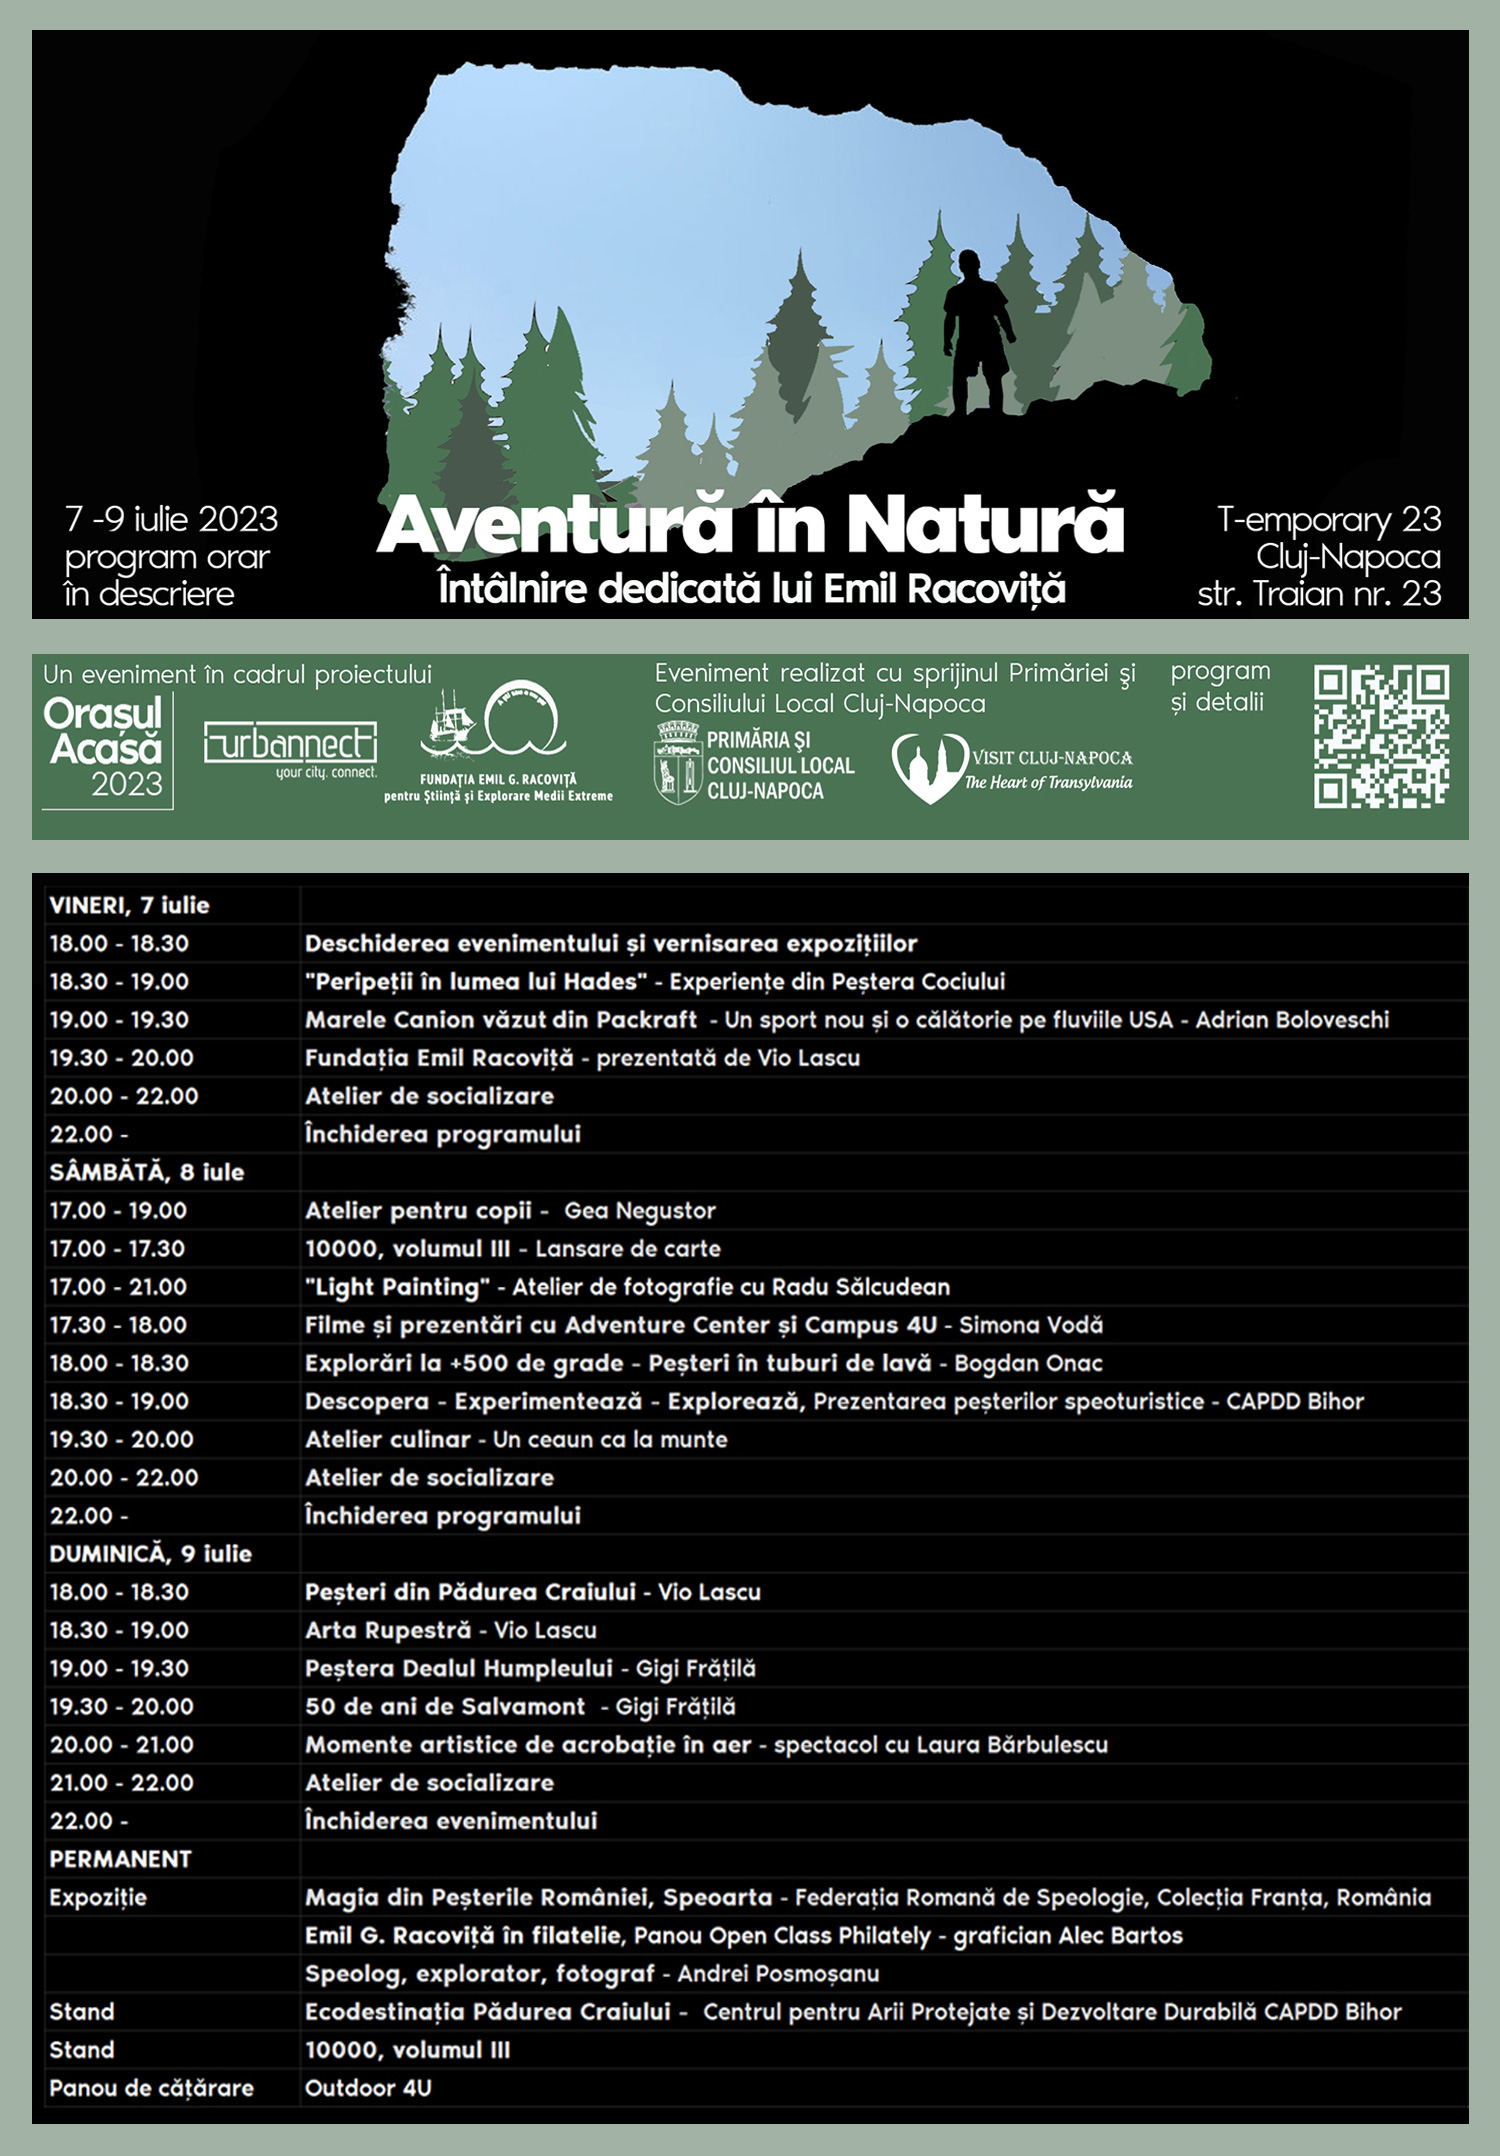 7 -9 iulie 2023
program orar
în descriere
Aventură în Natură
Întâlnire dedicată lui Emil Racoviță
T-emporary 23
Cluj-Napoca
str. Traian nr. 23
Un eveniment în cadrul proiectului
Orașul
Acasă
2023
urbannect
your city. connect.
FUNDAȚIA EMIL G. RACOVIȚĂ
pentru Știință și Explorare Medii Extreme
Eveniment realizat cu sprijinul Primăriei şi
Consiliului Local Cluj-Napoca
PRIMĂRIA ŞI
CONSILIUL LOCAL
CLUJ-NAPOCA
VISIT CLUJ-NAPOCA
The Heart of Transylvania
program
și detalii
VINERI, 7 iulie
18.00 - 18.30 Deschiderea evenimentului și vernisarea expozițiilor
18.30 - 19.00 "Peripeții în lumea lui Hades" - Experiențe din Peștera Cociului
19.00 - 19.30 Marele Canion văzut din Packraft - Un sport nou și o călătorie pe fluviile USA - Adrian Boloveschi
19.30 - 20.00 Fundația Emil Racoviță - prezentată de Vio Lascu
20.00 - 22.00 Atelier de socializare
22.00 - Închiderea programului
SÂMBĂTĂ, 8 iule
17.00 - 19.00 Atelier pentru copii - Gea Negustor
17.00 - 17.30 10000, volumul III - Lansare de carte
17.00 - 21.00 "Light Painting" - Atelier de fotografie cu Radu Sălcudean
17.30 - 18.00 Filme și prezentări cu Adventure Center și Campus 4U - Simona Vodă
18.00 - 18.30 Explorări la +500 de grade - Peșteri în tuburi de lavă - Bogdan Onac
18.30 - 19.00 Descopera - Experimentează - Explorează, Prezentarea peșterilor speoturistice - CAPDD Bihor
19.30 - 20.00 Atelier culinar - Un ceaun ca la munte
20.00 - 22.00 Atelier de socializare
22.00 - Închiderea programului
DUMINICĂ, 9 iulie
18.00 - 18.30 Peșteri din Pădurea Craiului - Vio Lascu
18.30 - 19.00 Arta Rupestră - Vio Lascu
19.00 - 19.30 Peștera Dealul Humpleului - Gigi Frățilă
19.30 - 20.00 50 de ani de Salvamont - Gigi Frățilă
20.00 - 21.00 Momente artistice de acrobație în aer - spectacol cu Laura Bărbulescu
21.00 - 22.00 Atelier de socializare
22.00 - Închiderea evenimentului
PERMANENT
Expoziție Magia din Peșterile României, Speoarta - Federația Romană de Speologie, Colecția Franța, România
Emil G. Racoviță în filatelie, Panou Open Class Philately - grafician Alec Bartos
Speolog, explorator, fotograf - Andrei Posmoșanu
Stand Ecodestinația Pădurea Craiului - Centrul pentru Arii Protejate și Dezvoltare Durabilă CAPDD Bihor
Stand 10000, volumul III
Panou de cățărare Outdoor 4U